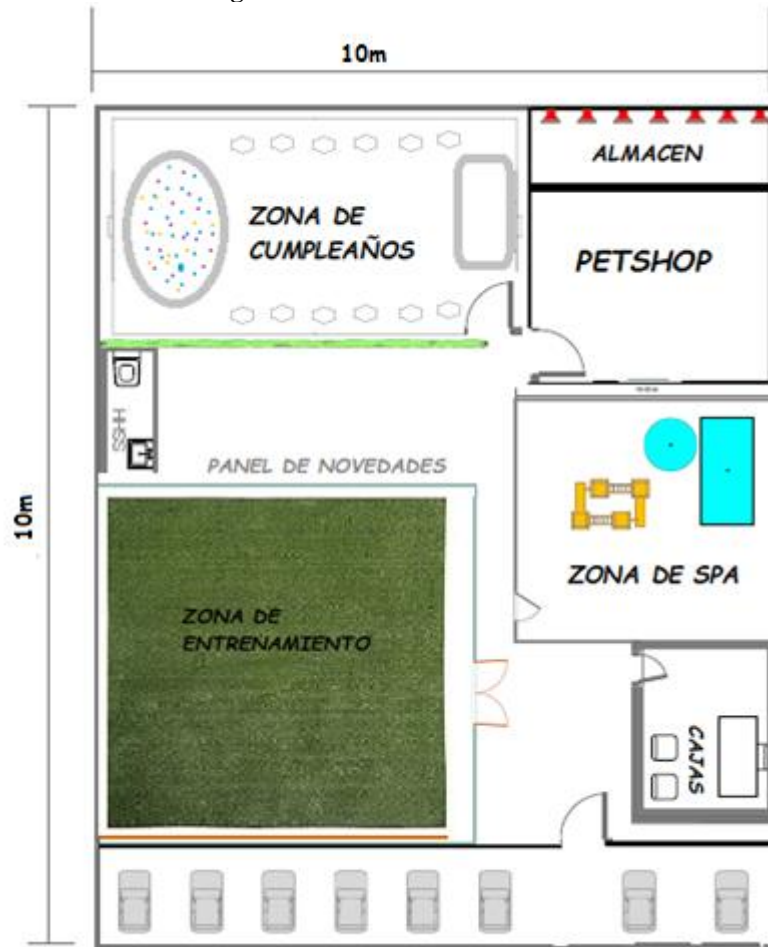 10m
ALMACEN
ZONA DE
CUMPLEAÑOS
PETSHOP
SSHH
PANEL DE NOVEDADES
10m
ZONA DE SPA
ZONA DE
ENTRENAMIENTO
CAJAS